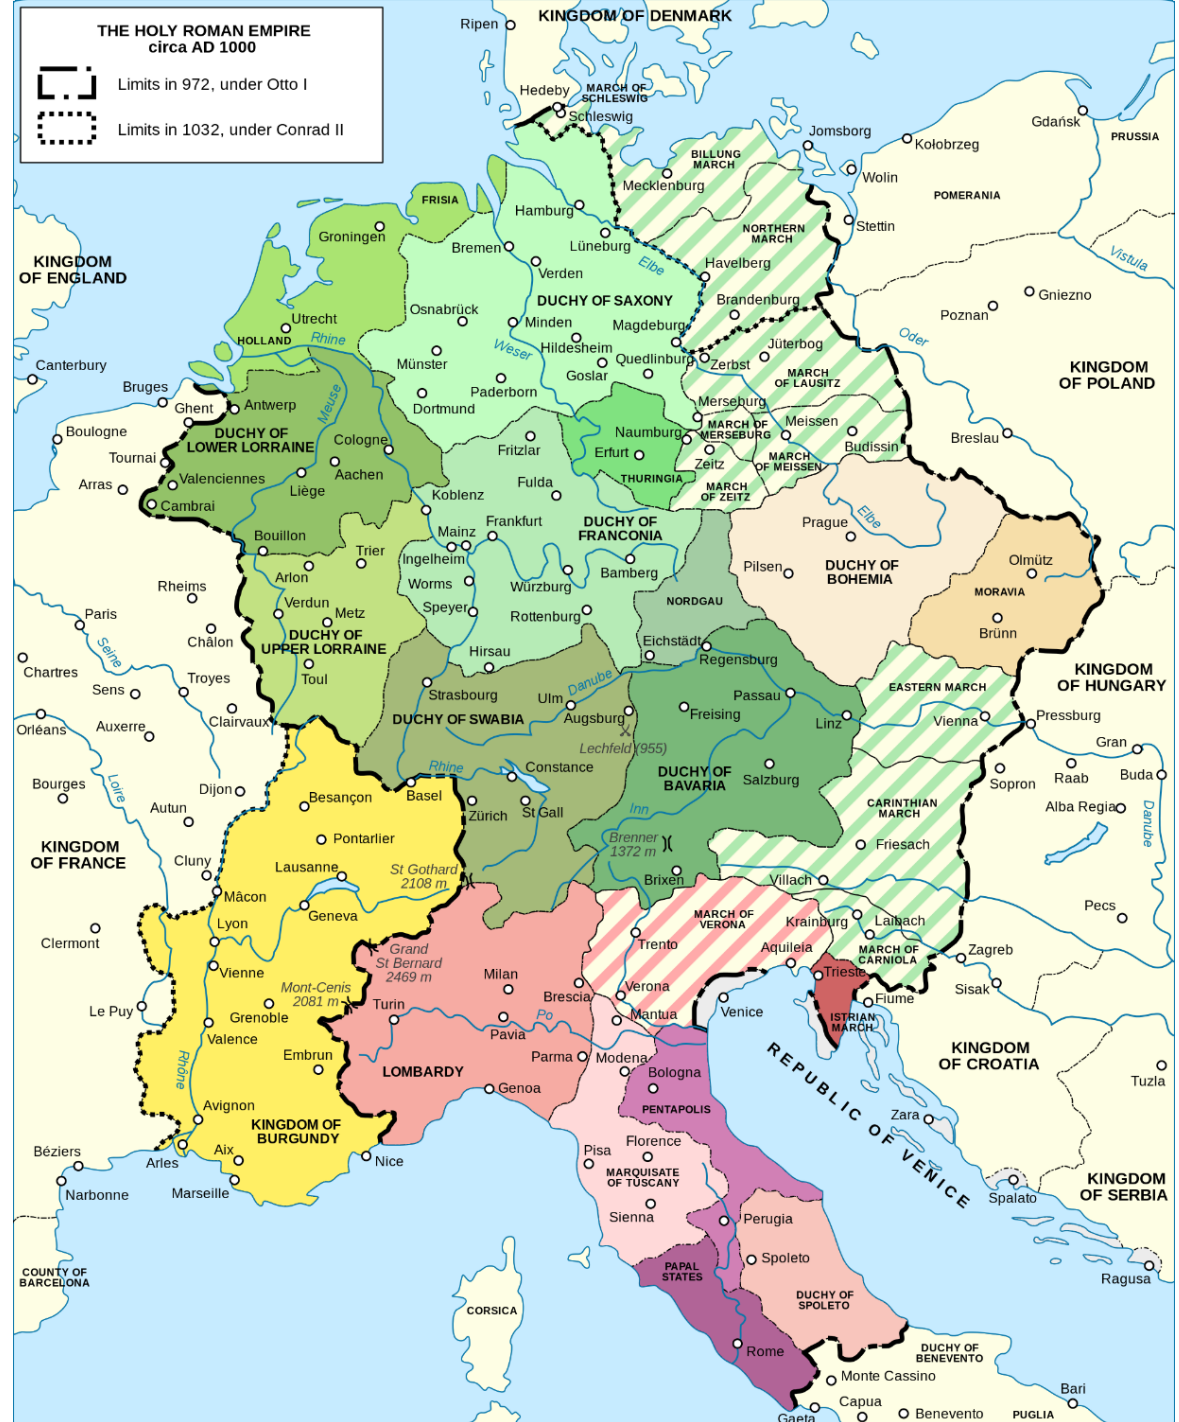 THE HOLY ROMAN EMPIRE
circa AD 1000
Limits in 972, under Otto I
Limits in 1032, under Conrad II
Ripen
KINGDOM OF DENMARK
Hedeby
MARCH OF
SCHLESWIG
Schleswig
Gdańsk
PRUSSIA
Jomsborg
Kołobrzeg
BILLUNG
MARCH
Mecklenburg
Wolin
POMERANIA
FRISIA
Hamburg
Stettin
Groningen
Lüneburg
NORTHERN
MARCH
Bremen
Verden
Elbe
Havelberg
Vistula
KINGDOM
OF ENGLAND
DUCHY OF SAXONY
Brandenburg
Gniezno
Poznan
Osnabrück
Utrecht
Minden
Magdeburg
HOLLAND
Rhine
Weser
Hildesheim
Jüterbog
Oder
Münster
Goslar
Quedlinburg
Zerbst
Canterbury
MARCH
OF LAUSITZ
KINGDOM
OF POLAND
Bruges
Paderborn
Ghent
Antwerp
Meuse
Dortmund
Merseburg
Boulogne
DUCHY OF
LOWER LORRAINE
Cologne
Fritzlar
Naumburg
MARCH OF
MERSEBURG
Meissen
Budissin
Breslau
Tournai
Erfurt
Zeitz
MARCH
OF MEISSEN
Arras
Valenciennes
Aachen
Liège
Fulda
THURINGIA
MARCH
OF ZEITZ
Cambrai
Koblenz
Bouillon
Mainz
Frankfurt
DUCHY OF
FRANCONIA
Prague
Elbe
Trier
Ingelheim
Arlon
Worms
Würzburg
Bamberg
Pilsen
DUCHY OF
BOHEMIA
Olmütz
Rheims
Verdun
Metz
Speyer
Rottenburg
NORDGAU
MORAVIA
Paris
Châlon
DUCHY OF
UPPER LORRAINE
Eichstädt
Brünn
Seine
Hirsau
Regensburg
Chartres
Troyes
Toul
Strasbourg
Danube
KINGDOM
OF HUNGARY
Sens
Ulm
Passau
EASTERN MARCH
Orléans
Auxerre
Clairvaux
DUCHY OF SWABIA
Augsburg
Freising
Linz
Vienna
Pressburg
Lechfeld (955)
Gran
Rhine
Constance
DUCHY OF
BAVARIA
Salzburg
Sopron
Raab
Buda
Bourges
Loire
Dijon
Besançon
Basel
Autun
Zürich
St Gall
Inn
CARINTHIAN
MARCH
Alba Regia
Danube
Pontarlier
Brenner
1372 m
Friesach
KINGDOM
OF FRANCE
Cluny
Lausanne
St Gothard
2108 m
Brixen
Villach
Mâcon
Geneva
Pecs
Lyon
MARCH OF
VERONA
Krainburg
Laibach
Clermont
Trento
Aquileia
MARCH OF
CARNIOLA
Zagreb
Grand
St Bernard
2469 m
Vienne
Milan
Trieste
Sisak
Mont-Cenis
2081 m
Brescia
Verona
Fiume
Le Puy
Grenoble
Turin
Po
Mantua
Venice
ISTRIAN
MARCH
Valence
Pavia
Embrun
Parma
Modena
KINGDOM
OF CROATIA
Rhône
LOMBARDY
Bologna
Tuzla
Genoa
REPUBLIC OF VENICE
Avignon
PENTAPOLIS
Zara
KINGDOM OF
BURGUNDY
Béziers
Aix
Arles
Nice
Florence
Pisa
MARQUISATE
OF TUSCANY
Narbonne
Marseille
KINGDOM
OF SERBIA
Spalato
Sienna
Perugia
Spoleto
COUNTY OF
BARCELONA
PAPAL
STATES
Ragusa
CORSICA
DUCHY OF
SPOLETO
Rome
DUCHY OF
BENEVENTO
Monte Cassino
Bari
Capua
Gaeta
Benevento
PUGLIA